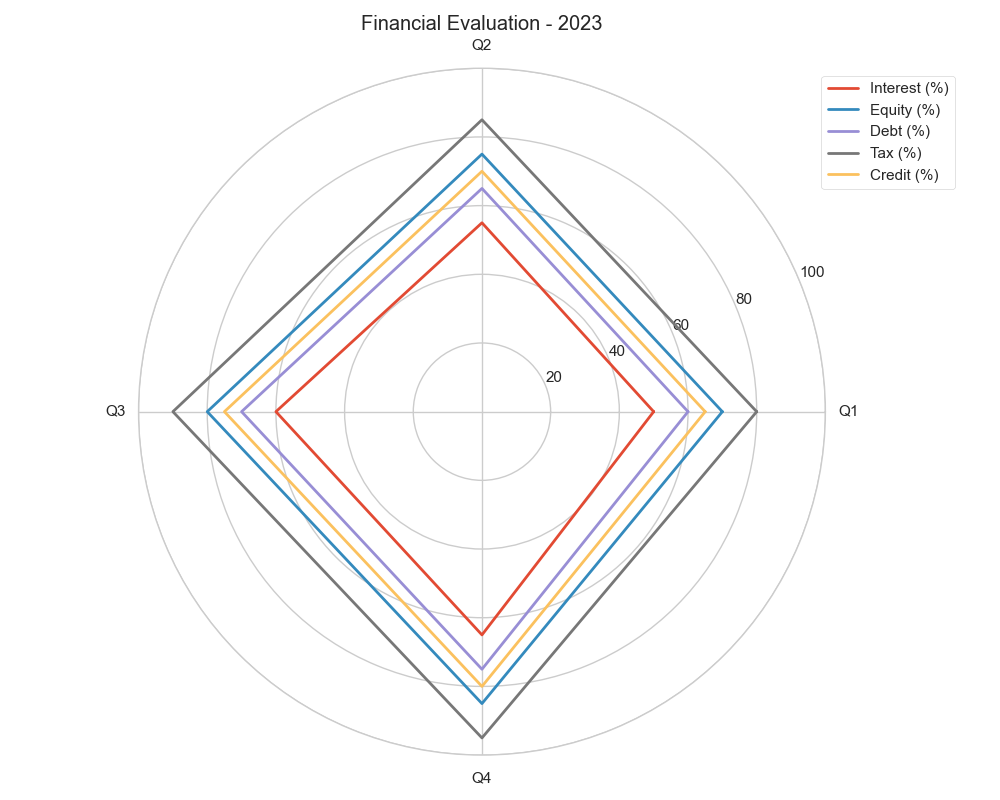 Financial Evaluation - 2023
Q2
Interest (%)
Equity (%)
Debt (%)
Tax (%)
Credit (%)
100
80
60
40
20
Q3
Q1
Q4